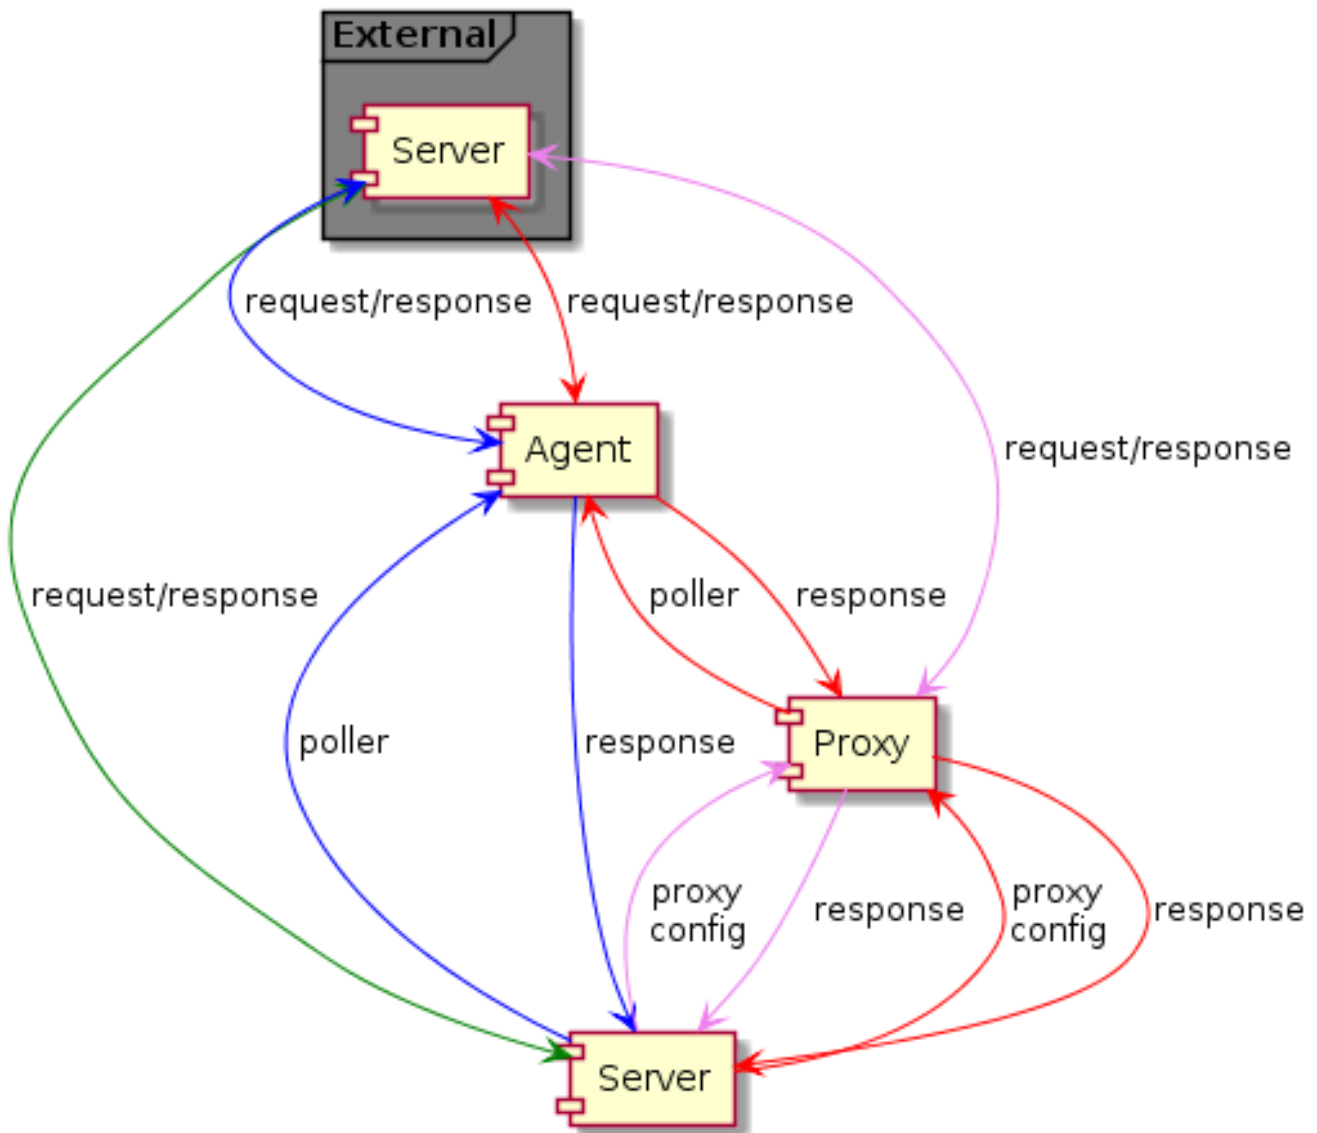 External
Server
request/response
request/response
Agent
request/response
request/response
poller
response
poller
response
Proxy
proxy
config
response
proxy
config
response
Server